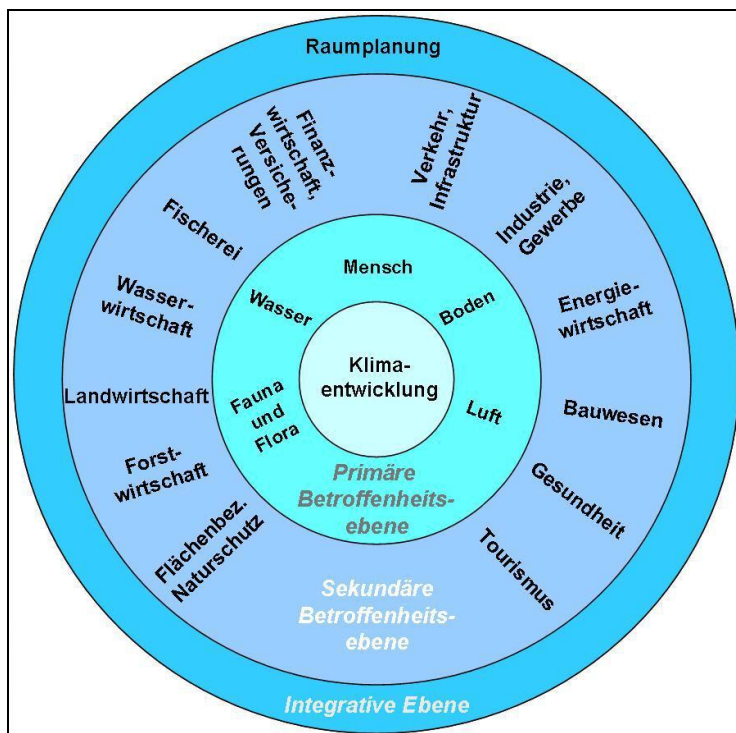 Raumplanung
Finanz-
wirtschaft,
Versiche-
rungen
Verkehr,
Infrastruktur
Industrie,
Gewerbe
Fischerei
Mensch
Wasser
Boden
Wasser-
wirtschaft
Energie-
wirtschaft
Klima-
entwicklung
Landwirtschaft
Fauna
und
Flora
Luft
Bauwesen
Forst-
wirtschaft
Gesundheit
Primäre
Betroffenheits-
ebene
Flächenbez.
Naturschutz
Tourismus
Sekundäre
Betroffenheits-
ebene
Integrative Ebene